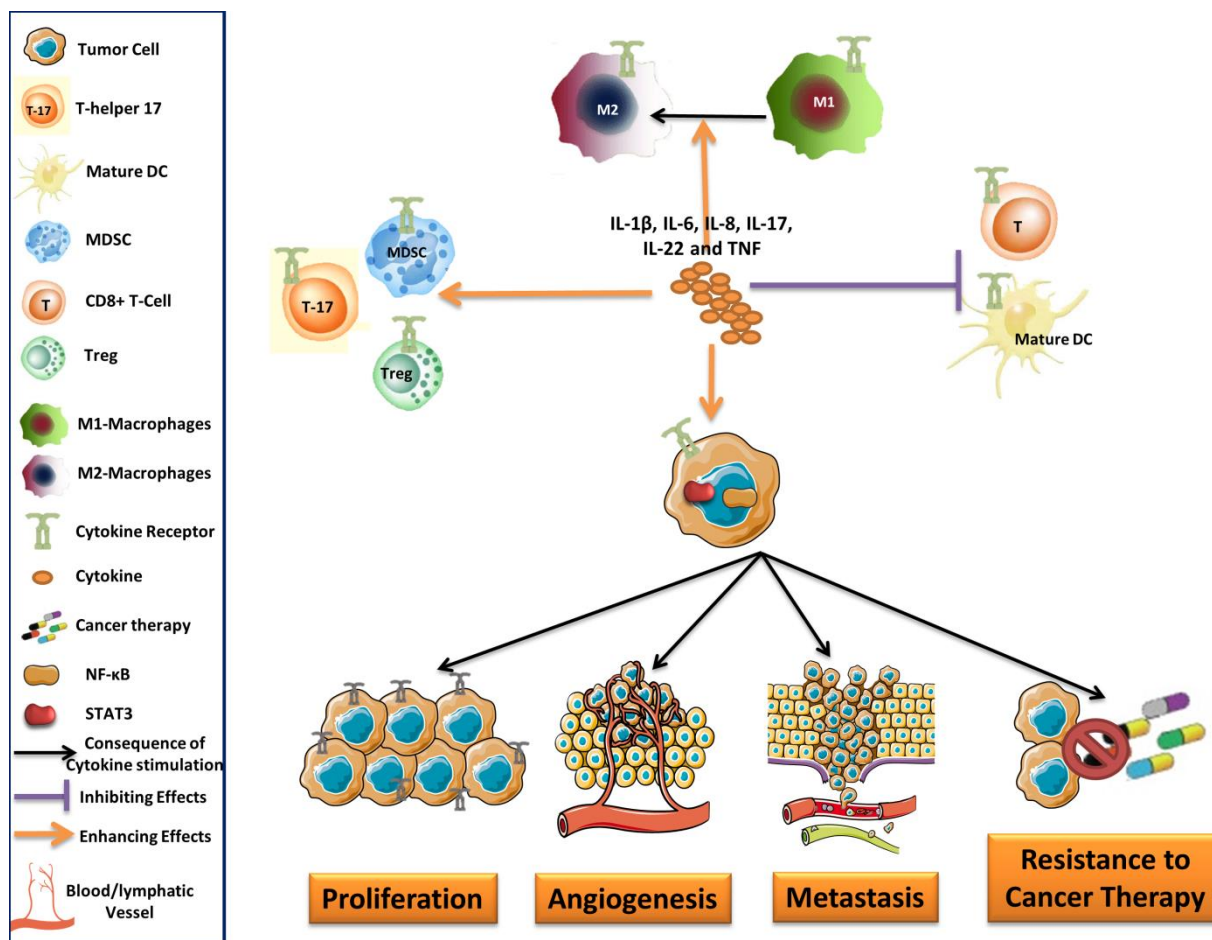 Tumor Cell
T-17
T-helper 17
Mature DC
MDSC
T
CD8+ T-Cell
Treg
M1-Macrophages
M2-Macrophages
Cytokine Receptor
Cytokine
Cancer therapy
NF-κB
STAT3
Consequence of
Cytokine stimulation
Inhibiting Effects
Enhancing Effects
Blood/lymphatic
Vessel
M2
M1
IL-1β, IL-6, IL-8, IL-17,
IL-22 and TNF
MDSC
T-17
Treg
T
Mature DC
Proliferation
Angiogenesis
Metastasis
Resistance to
Cancer Therapy